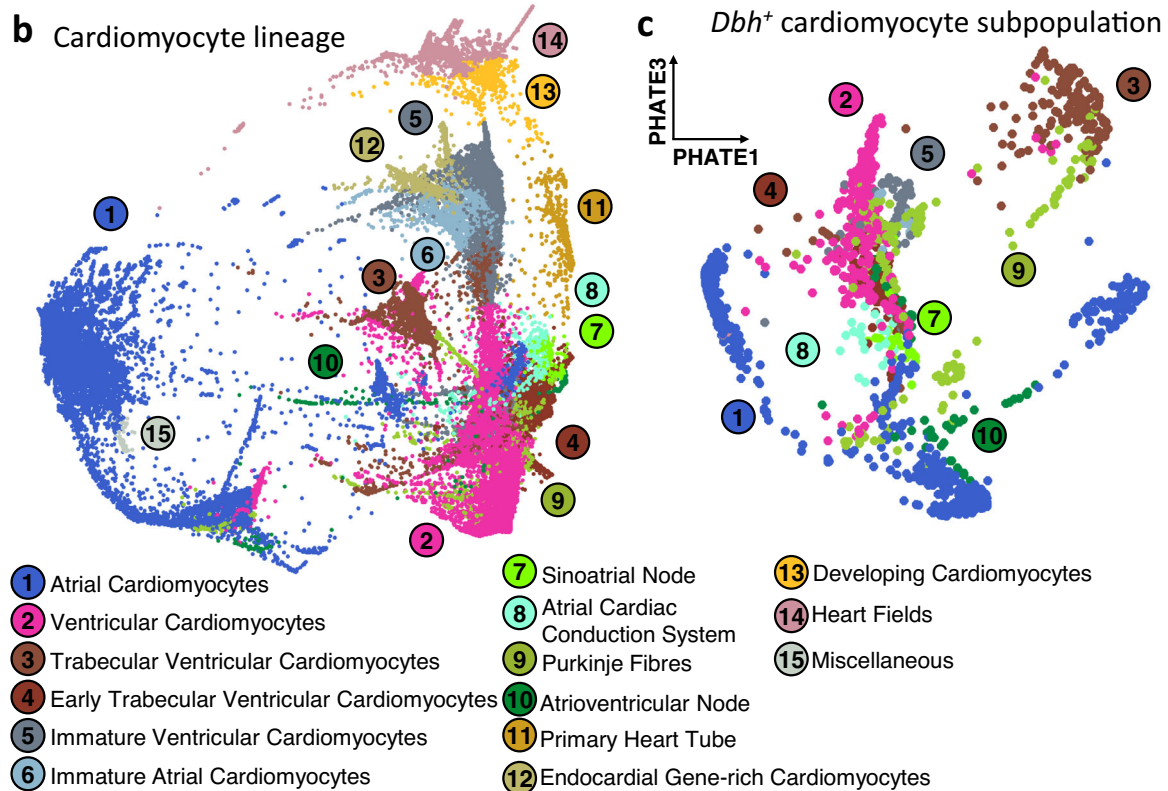 b Cardiomyocyte lineage
c Dbh+ cardiomyocyte subpopulation
14
13
5
12
1
11
6
3
8
7
10
15
4
9
2
PHATE3
PHATE1
2
3
5
4
9
7
8
1
10
1 Atrial Cardiomyocytes
2 Ventricular Cardiomyocytes
3 Trabecular Ventricular Cardiomyocytes
4 Early Trabecular Ventricular Cardiomyocytes
5 Immature Ventricular Cardiomyocytes
6 Immature Atrial Cardiomyocytes
7 Sinoatrial Node
8 Atrial Cardiac
Conduction System
9 Purkinje Fibres
10 Atrioventricular Node
11 Primary Heart Tube
12 Endocardial Gene-rich Cardiomyocytes
13 Developing Cardiomyocytes
14 Heart Fields
15 Miscellaneous